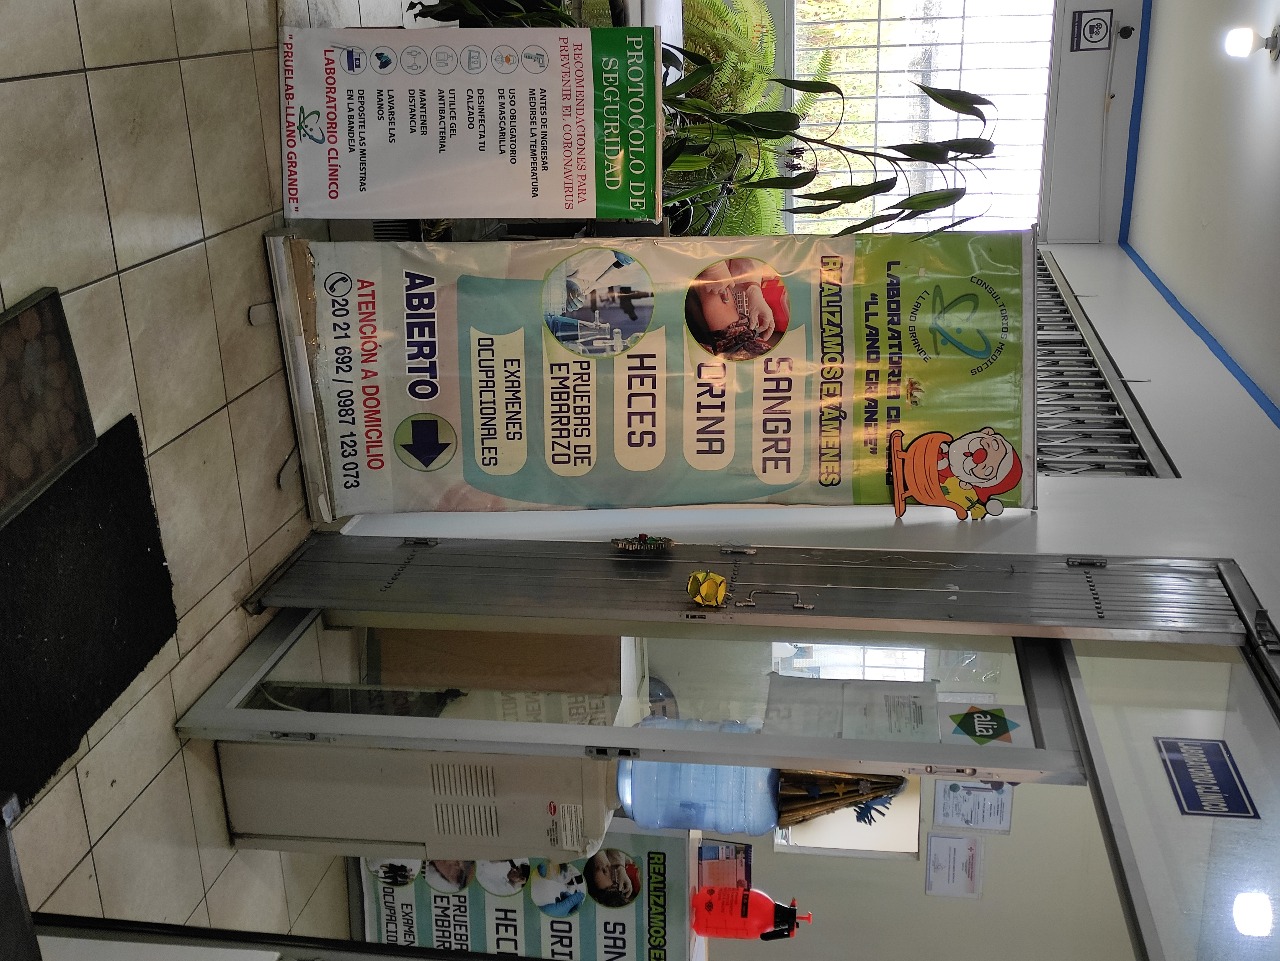 LABORATORIO CLÍNICO
CONSULTORIOS MEDICOS
LLANO GRANDE
LABORATORIO
"LLANO GRANDE"
REALIZAMOS EXÁMENES
SANGRE
ORINA
HECES
PRUEBAS DE
EMBARAZO
EXAMENES
OCUPACIONALES
ABIERTO
ATENCIÓN A DOMICILIO
20 21 692 / 0987 123 073
PROTOCOLO DE
SEGURIDAD
RECOMENDACIONES PARA
PREVENIR EL CORONAVIRUS
ANTES DE INGRESAR
MEDIRSE LA TEMPERATURA
USO OBLIGATORIO
DE MASCARILLA
DESINFECTA TU
CALZADO
UTILICE GEL
ANTIBACTERIAL
MANTENER
DISTANCIA
LAVARSE LAS
MANOS
DEPOSITE LAS MUESTRAS
EN LA BANDEJA
LABORATORIO CLÍNICO
"PRUELAB-LLANO GRANDE"
alia
REALIZAMOS EX
SAN
ORI
HEC
PRUEBA
EMBAR
EXAMEN
OCUPACIO